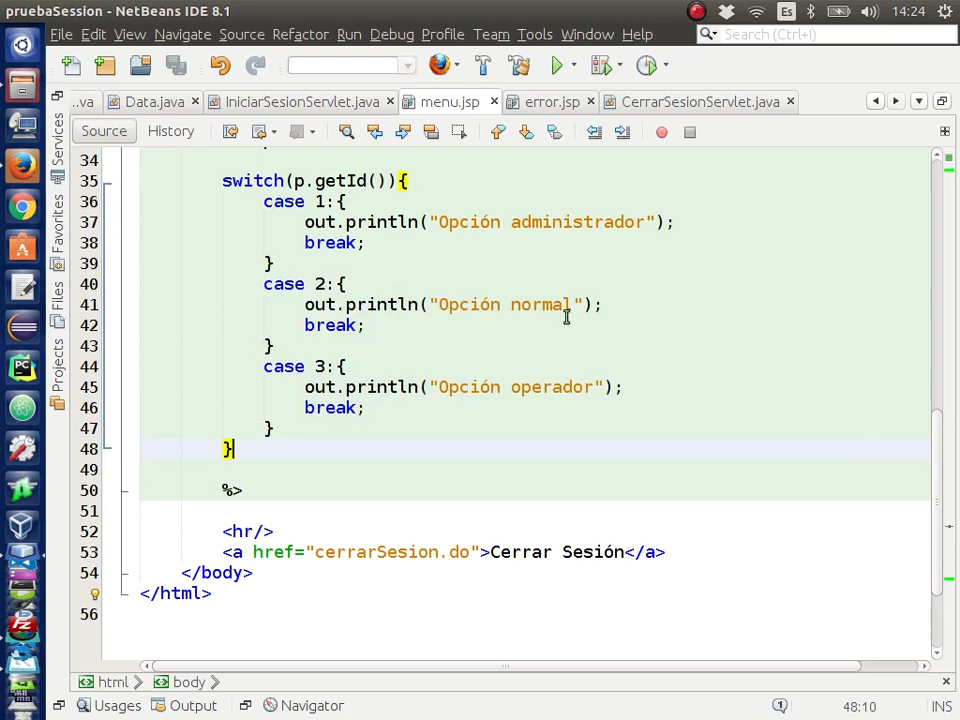 pruebaSession - NetBeans IDE 8.1
Es
14:24
File Edit View Navigate Source Refactor Run Debug Profile Team Tools Window Help
Search (Ctrl+I)
..va Data.java IniciarSesionServlet.java menu.jsp error.jsp CerrarSesionServlet.java
Source History
Services
Favorites
Files
Projects
34
35 switch(p.getId()){
36 case 1:{
37 out.println("Opción administrador");
38 break;
39 }
40 case 2:{
41 out.println("Opción normal");
42 break;
43 }
44 case 3:{
45 out.println("Opción operador");
46 break;
47 }
48 }
49
50 %>
51
52 <hr/>
53 <a href="cerrarSesion.do">Cerrar Sesión</a>
54 </body>
</html>
56
html body
Usages Output Navigator
1
48:10 INS